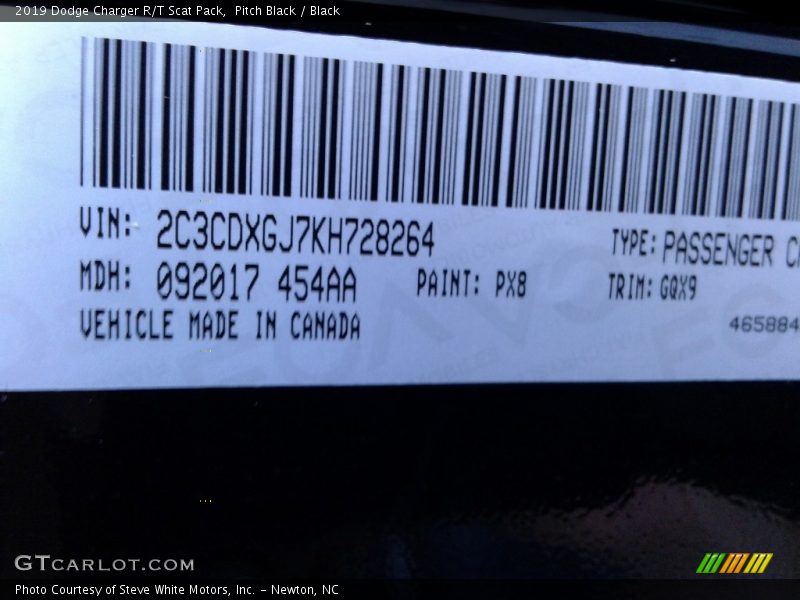 2019 Dodge Charger R/T Scat Pack, Pitch Black / Black
VIN: 2C3CDXGJ7KH728264
TYPE: PASSENGER
MDH: 092017 454AA
PAINT: PX8
TRIM: GQX9
VEHICLE MADE IN CANADA
465884
GTCARLOT.COM
Photo Courtesy of Steve White Motors, Inc. – Newton, NC